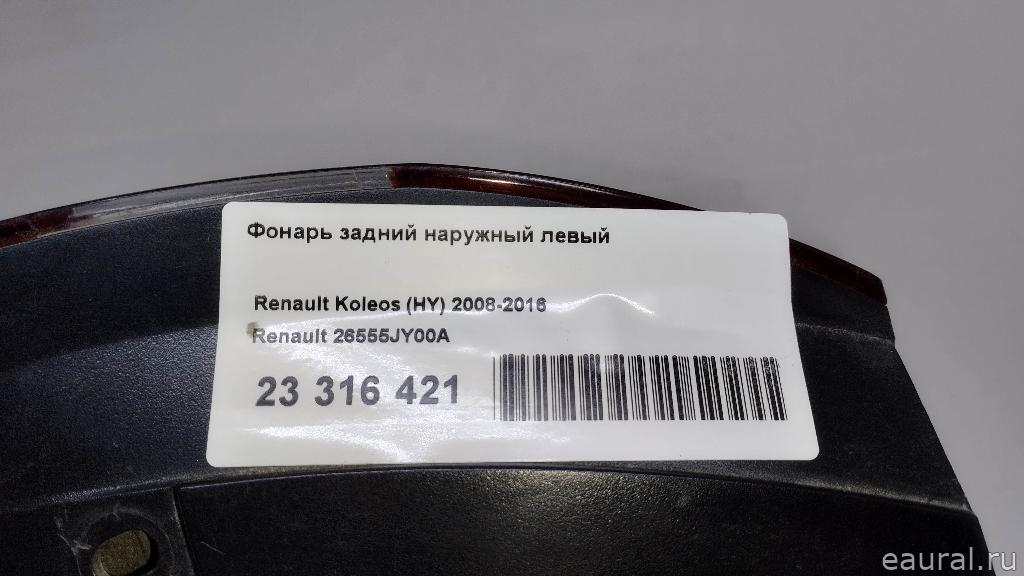 Фонарь задний наружный левый
Renault Koleos (HY) 2008-2016
Renault 26555JY00A
23 316 421
eaural.ru